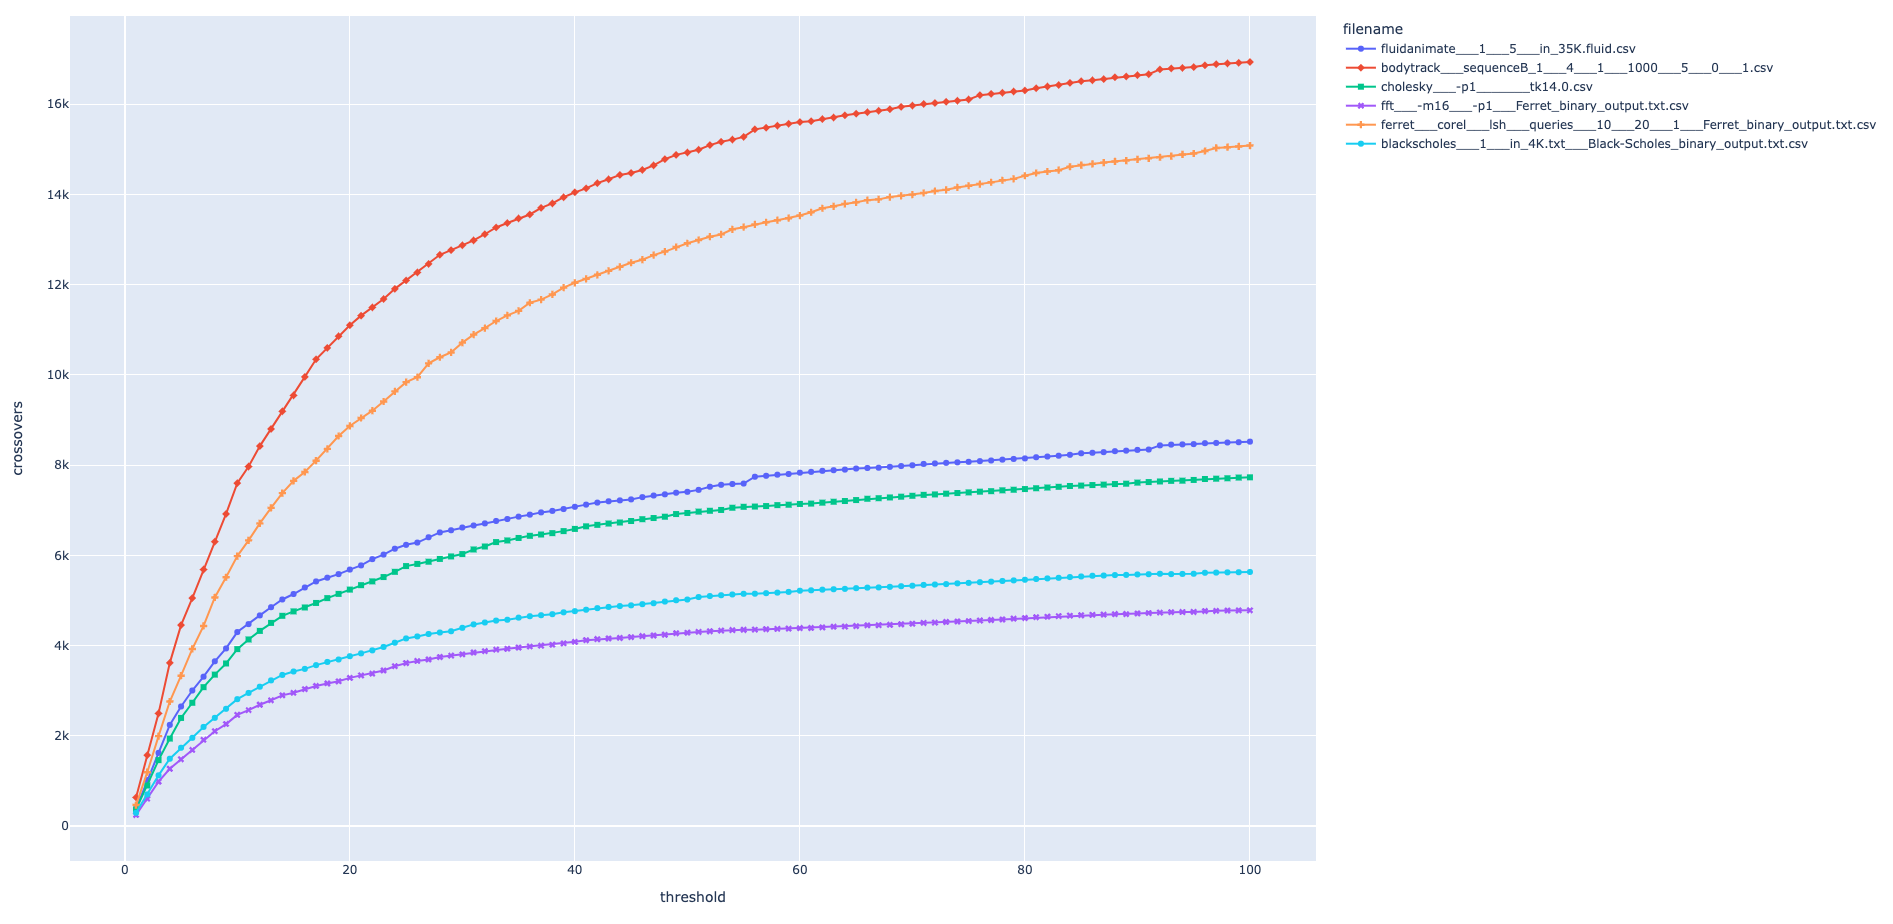 filename
fluidanimate___1___5___in_35K.fluid.csv
bodytrack___sequenceB_1___4___1___1000___5___0___1.csv
cholesky___-p1_______tk14.0.csv
fft___-m16___-p1___Ferret_binary_output.txt.csv
ferret___corel___lsh___queries___10___20___1___Ferret_binary_output.txt.csv
blackscholes___1___in_4K.txt___Black-Scholes_binary_output.txt.csv
crossovers
16k
14k
12k
10k
8k
6k
4k
2k
0
0 20 40 60 80 100
threshold